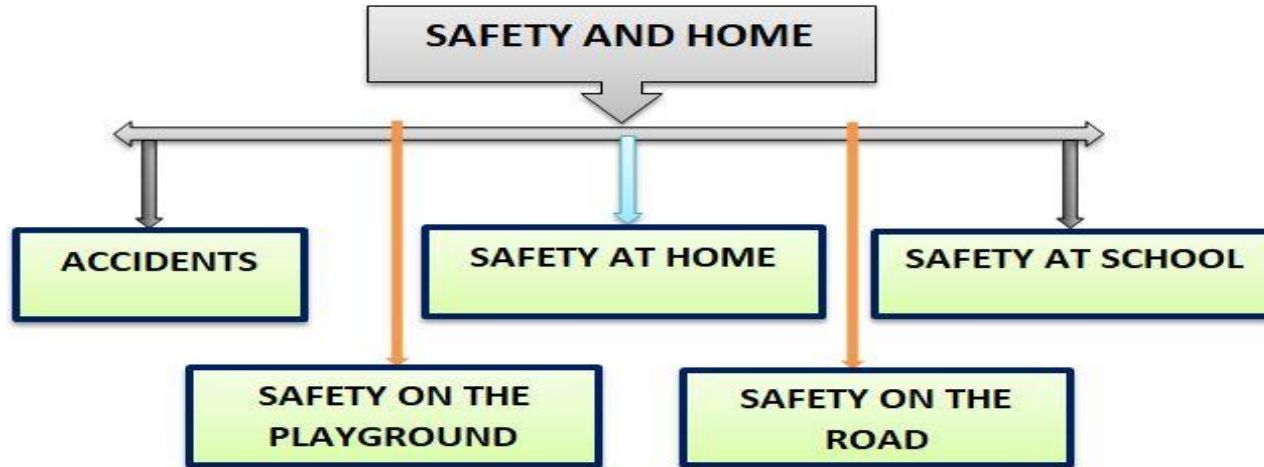 SAFETY AND HOME
ACCIDENTS
SAFETY AT HOME
SAFETY AT SCHOOL
SAFETY ON THE
PLAYGROUND
SAFETY ON THE
ROAD